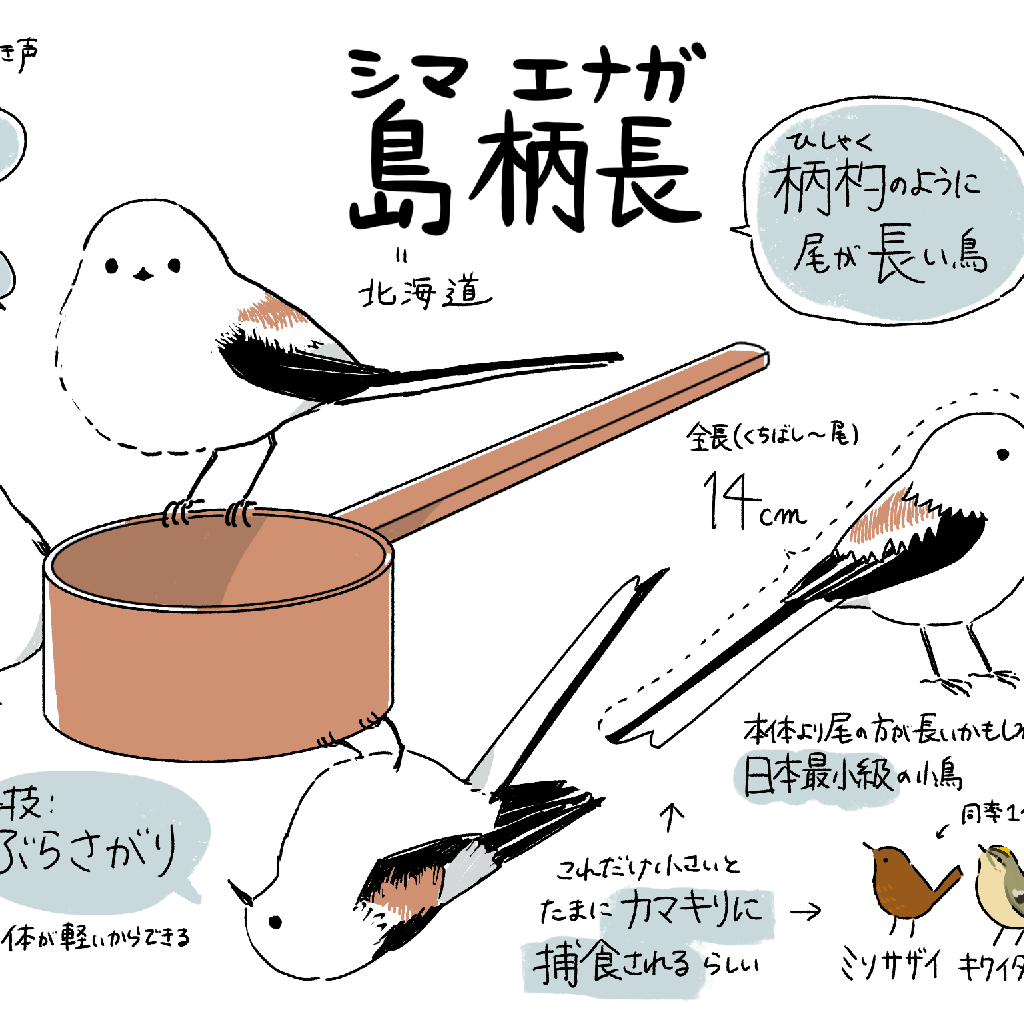 き声
シマ エナガ
島柄長
=
北海道
ひしゃく
柄杓のように
尾が長い鳥
全長(くちばし〜尾)
14cm
本体より尾の方が長いかもしれ
日本最小級の小鳥
同率1
技:
ぶらさがり
体が軽いからできる
↑
これだけ小さいと
たまにカマキリに →
捕食されるらしい
ミソサザイ キクイタ